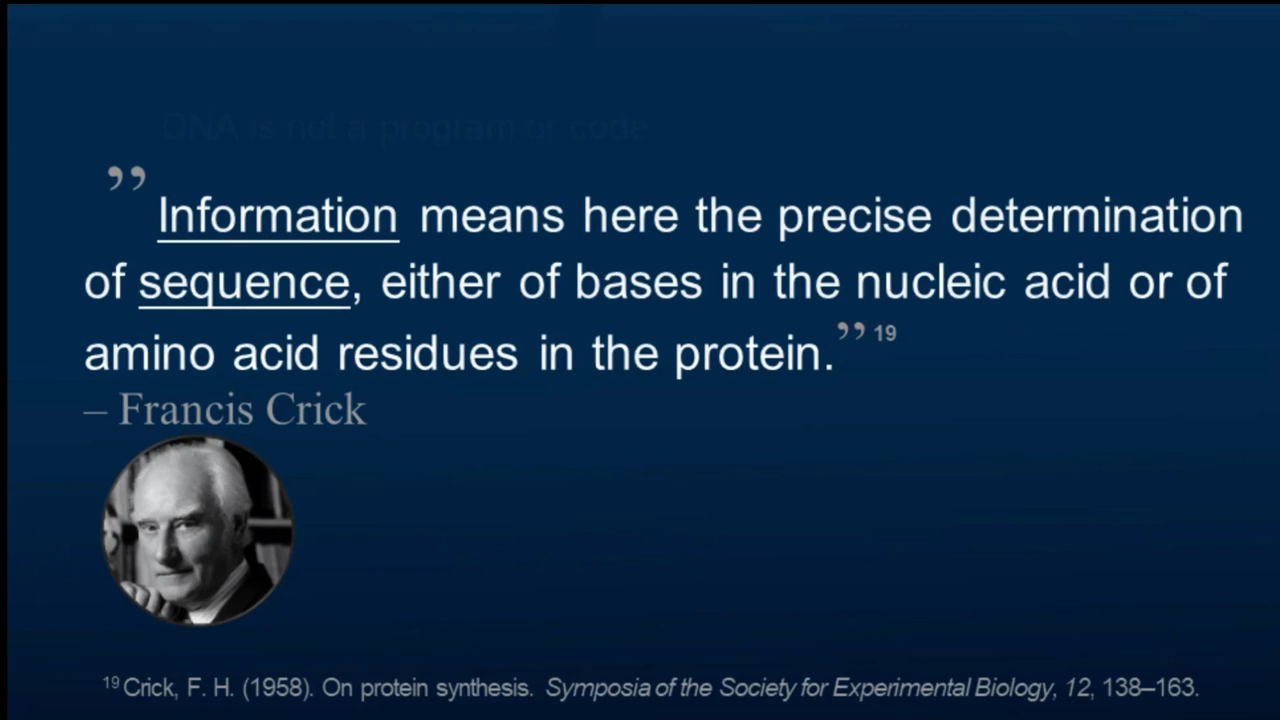 DNA is not a program or code
” Information means here the precise determination
of sequence, either of bases in the nucleic acid or of
amino acid residues in the protein.” 19
– Francis Crick
19 Crick, F. H. (1958). On protein synthesis. Symposia of the Society for Experimental Biology, 12, 138–163.